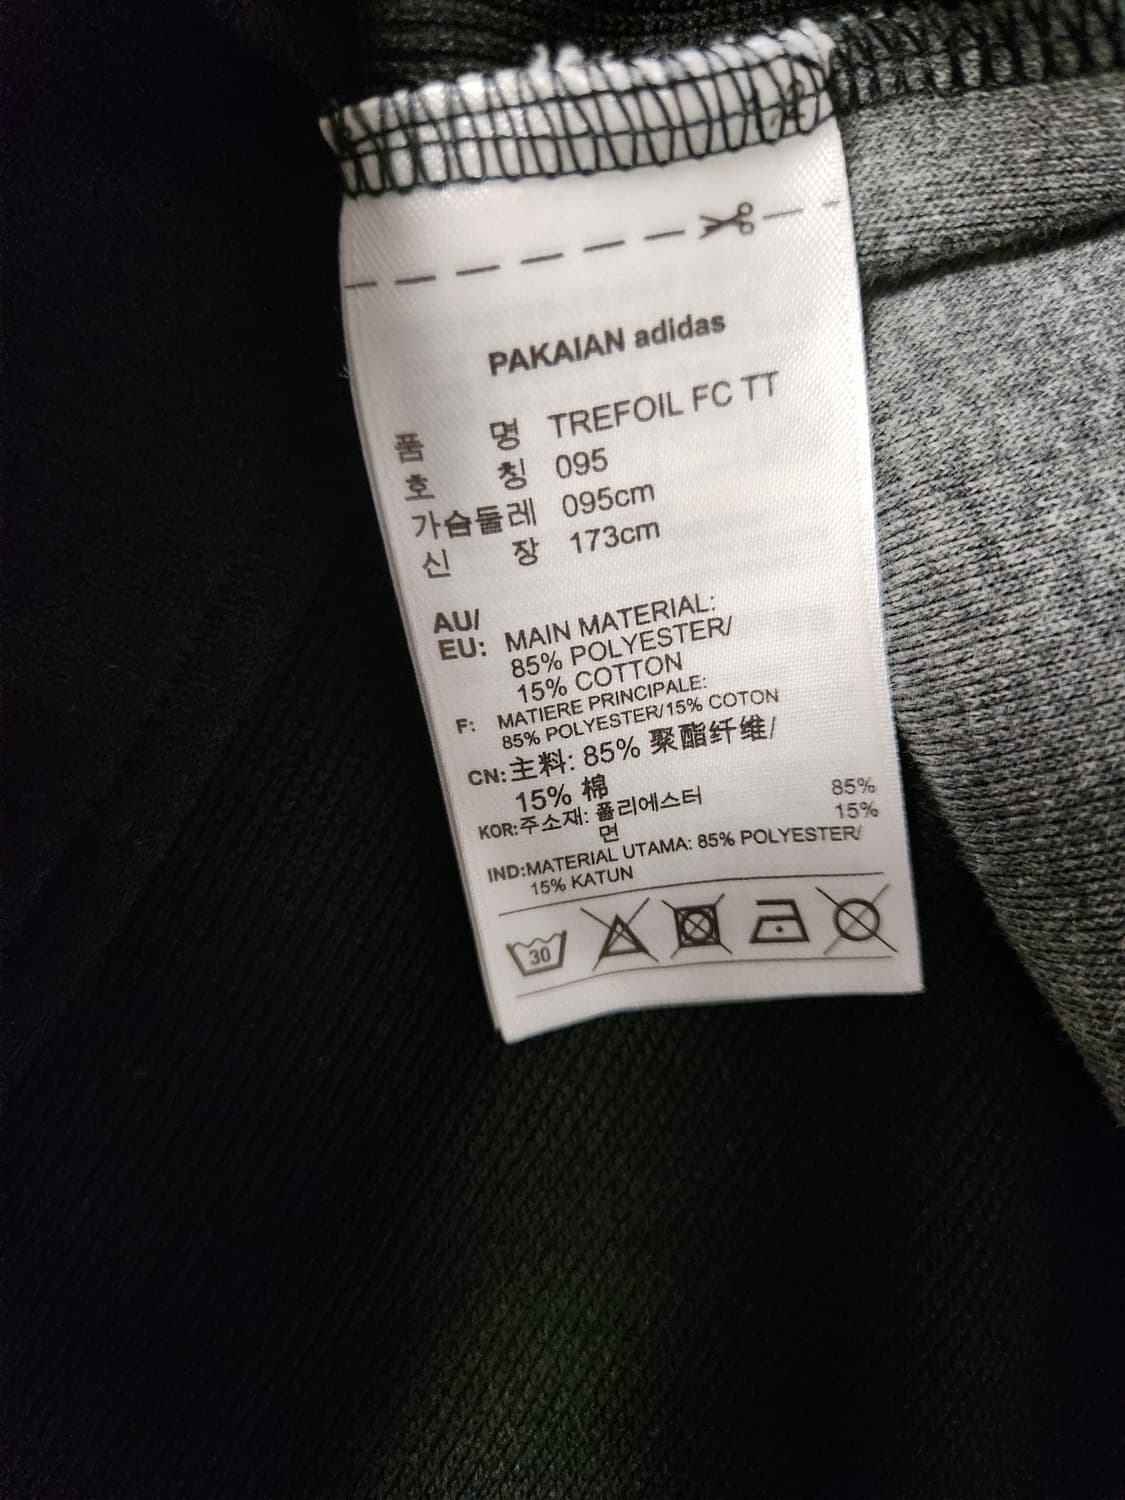 PAKAIAN adidas
품 명 TREFOIL FC TT
호 칭 095
가슴둘레 095cm
신 장 173cm
AU/
EU: MAIN MATERIAL:
85% POLYESTER/
15% COTTON
F: MATIERE PRINCIPALE:
85% POLYESTER/15% COTON
CN: 主料: 85% 聚酯纤维/
15% 棉
KOR: 주소재: 폴리에스터 85%
면 15%
IND: MATERIAL UTAMA: 85% POLYESTER/
15% KATUN
30